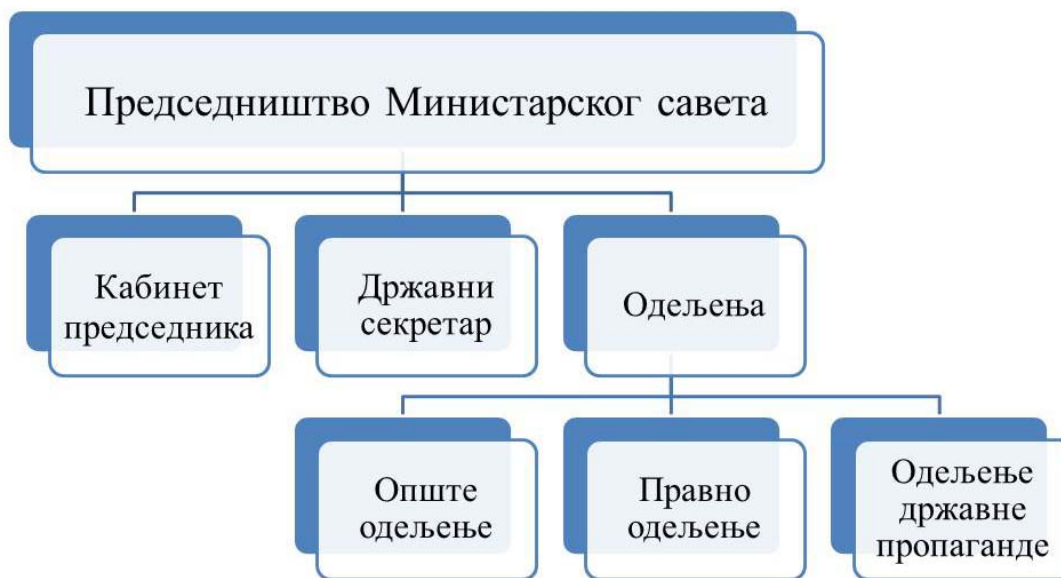 Председништво Министарског савета
Кабинет
председника
Државни
секретар
Одељења
Опште
одељење
Правно
одељење
Одељење
државне
пропаганде